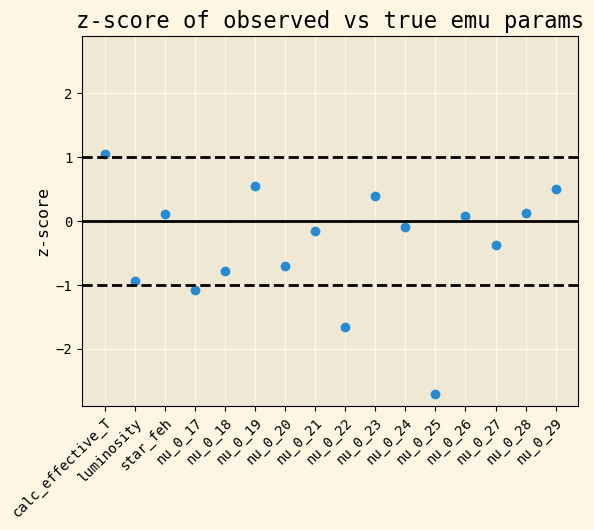 z-score of observed vs true emu params
z-score
2
1
0
−1
−2
calc_effective_T
luminosity
star_feh
nu_0_17
nu_0_18
nu_0_19
nu_0_20
nu_0_21
nu_0_22
nu_0_23
nu_0_24
nu_0_25
nu_0_26
nu_0_27
nu_0_28
nu_0_29